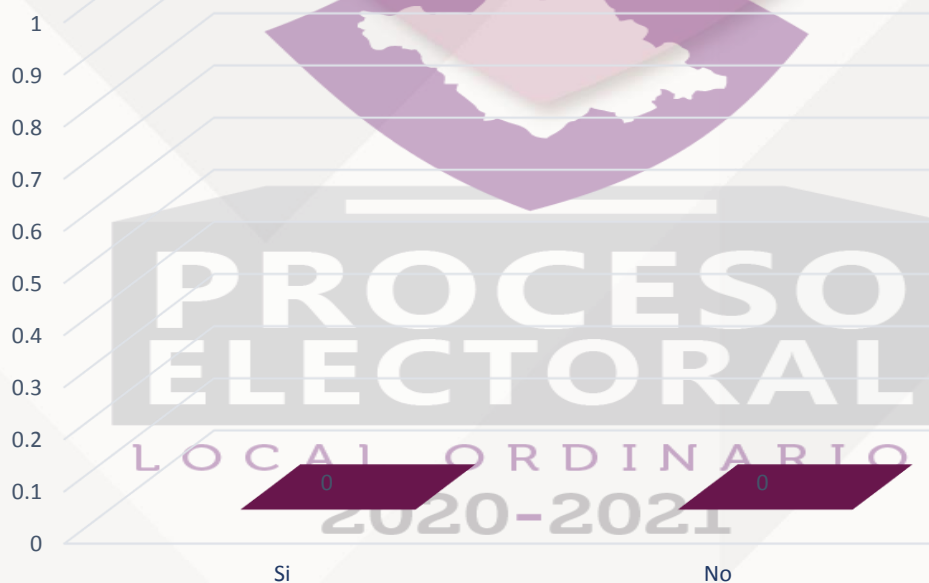 1
0.9
0.8
0.7
0.6
0.5
0.4
0.3
0.2
0.1
0
PROCESO
ELECTORAL
LOCAL ORDINARIO
2020-2021
0
0
Si
No